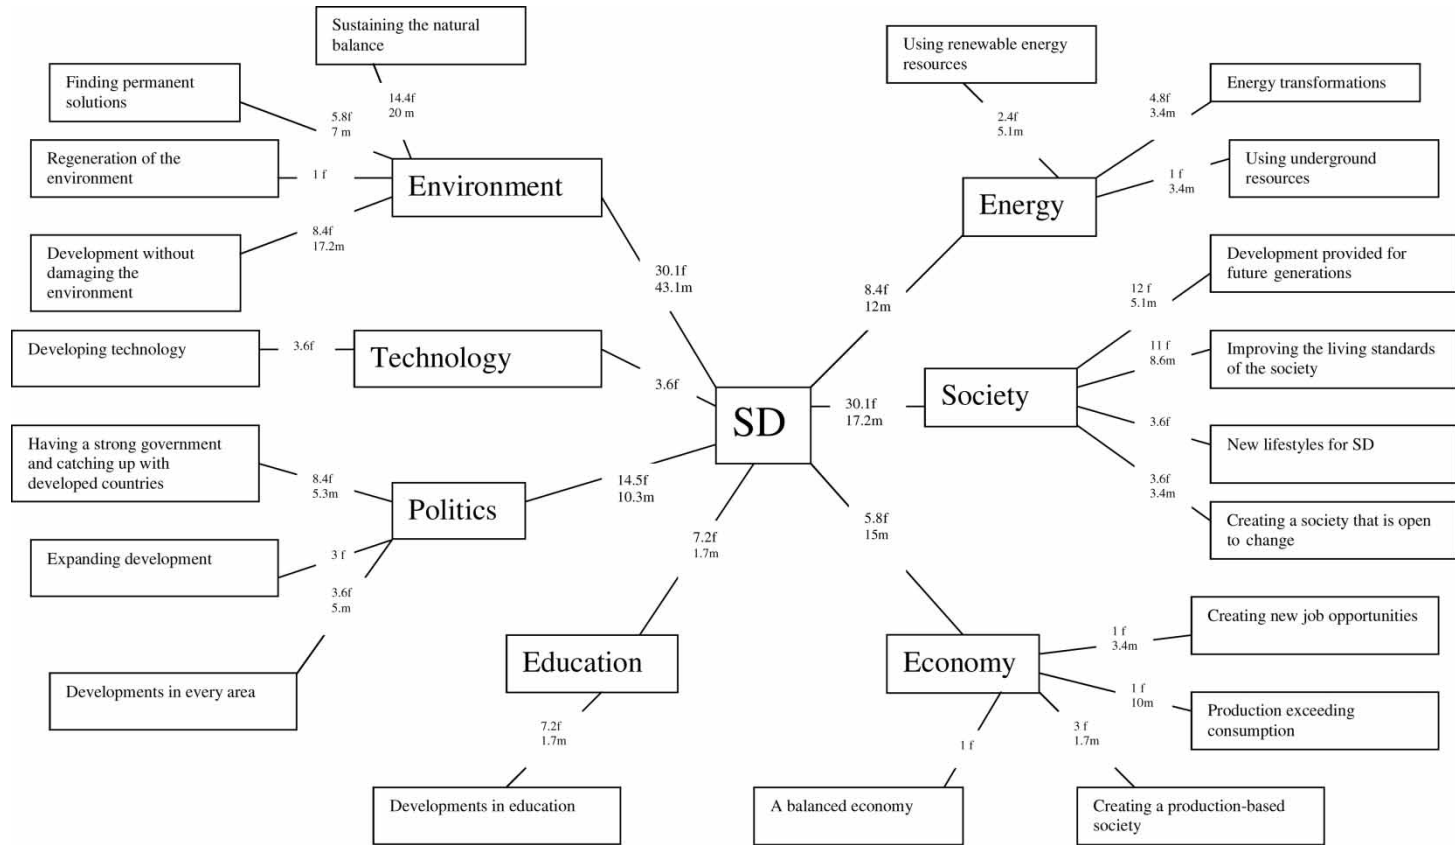 Sustaining the natural
balance
14.4f
20 m
Finding permanent
solutions
5.8f
7 m
Regeneration of the
environment
1 f
Development without
damaging the
environment
8.4f
17.2m
Environment
30.1f
43.1m
Developing technology
3.6f
Technology
3.6f
Having a strong government
and catching up with
developed countries
8.4f
5.3m
Expanding development
3 f
Developments in every area
3.6f
5.m
Politics
14.5f
10.3m
SD
Education
7.2f
1.7m
7.2f
1.7m
Developments in education
Using renewable energy
resources
2.4f
5.1m
Energy transformations
4.8f
3.4m
Using underground
resources
1 f
3.4m
Energy
8.4f
12m
Development provided for
future generations
12 f
5.1m
Improving the living standards
of the society
11 f
8.6m
New lifestyles for SD
3.6f
Creating a society that is open
to change
3.6f
3.4m
Society
30.1f
17.2m
5.8f
15m
Economy
Creating new job opportunities
1 f
3.4m
Production exceeding
consumption
1 f
10m
Creating a production-based
society
3 f
1.7m
A balanced economy
1 f